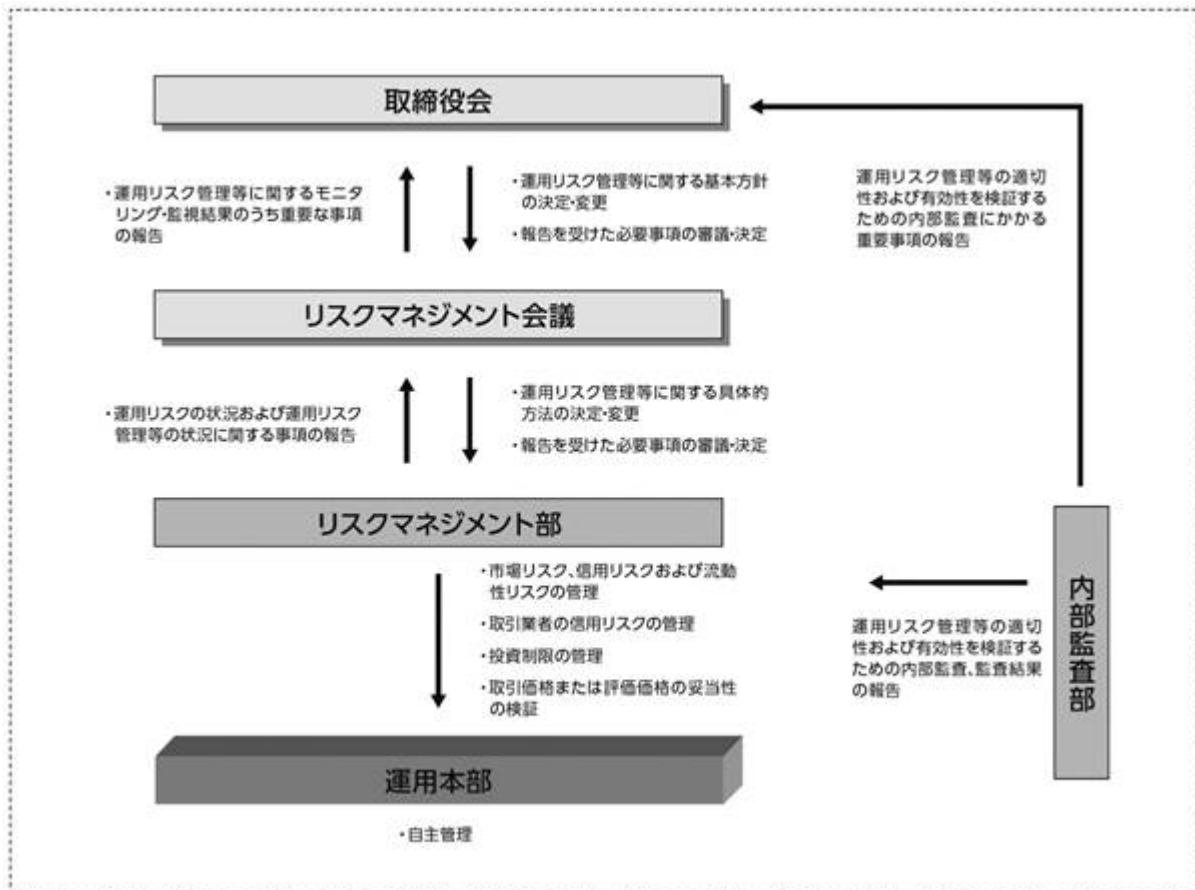 取締役会
・運用リスク管理等に関するモニタ
リング・監視結果のうち重要な事項
の報告
・運用リスク管理等に関する基本方針
の決定・変更
・報告を受けた必要事項の審議・決定
運用リスク管理等の適切
性および有効性を検証する
ための内部監査にかかる
重要事項の報告
リスクマネジメント会議
・運用リスクの状況および運用リスク
管理等の状況に関する事項の報告
・運用リスク管理等に関する具体的
方法の決定・変更
・報告を受けた必要事項の審議・決定
リスクマネジメント部
・市場リスク、信用リスクおよび流動
性リスクの管理
・取引業者の信用リスクの管理
・投資制限の管理
・取引価格または評価価格の妥当性
の検証
運用リスク管理等の適切
性および有効性を検証する
ための内部監査、監査結果
の報告
内部監査部
運用本部
・自主管理